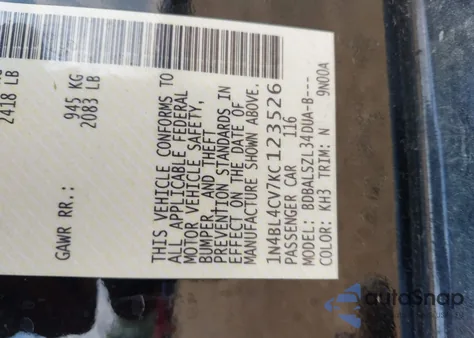 2418 LB
GAWR RR.: 945 KG
2083 LB
THIS VEHICLE CONFORMS TO
ALL APPLICABLE FEDERAL
MOTOR VEHICLE SAFETY,
BUMPER, AND THEFT
PREVENTION STANDARDS IN
EFFECT ON THE DATE OF
MANUFACTURE SHOWN ABOVE.
1N4BL4CV7KC123526
PASSENGER CAR 116
MODEL: BDBALSZL34DUA-B---
COLOR: KH3 TRIM: N 9N00A
autoSnap